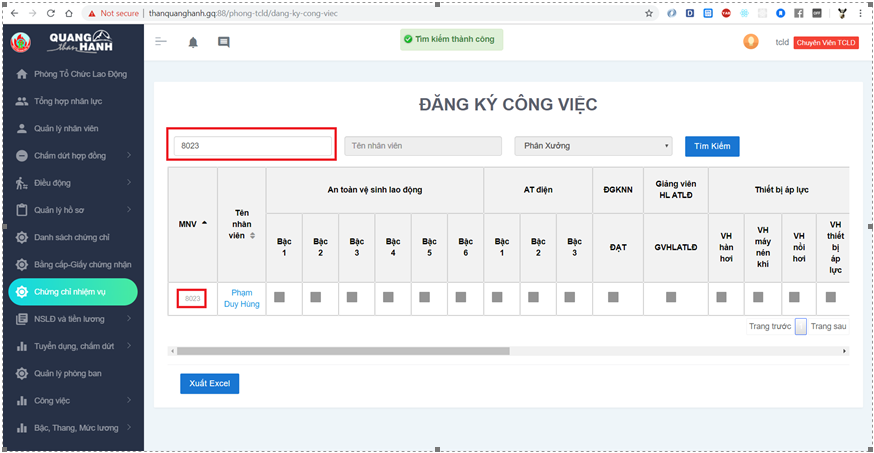 Not secure | thanquanghanh.gq:88/phong-tcld/dang-ky-cong-viec
QUANG
than HANH
Tìm kiếm thành công
tcld
Chuyên Viên TCLD
Phòng Tổ Chức Lao Động
Tổng hợp nhân lực
Quản lý nhân viên
Chấm dứt hợp đồng
Điều động
Quản lý hồ sơ
Danh sách chứng chỉ
Bằng cấp-Giấy chứng nhận
Chứng chỉ nhiệm vụ
NSLĐ và tiền lương
Tuyển dụng, chấm dứt
Quản lý phòng ban
Công việc
Bậc, Thang, Mức lương
ĐĂNG KÝ CÔNG VIỆC
8023
Tên nhân viên
Phân Xưởng
Tìm Kiếm
MNV
Tên
nhân
viên
An toàn vệ sinh lao động
AT điện
ĐGKNN
Giảng viên
HL ATLĐ
Thiết bị áp lực
Bậc
1
Bậc
2
Bậc
3
Bậc
4
Bậc
5
Bậc
6
Bậc
1
Bậc
2
Bậc
3
ĐẠT
GVHLATLĐ
VH
hàn
hơi
VH
máy
nén
khí
VH
nồi
hơi
VH
thiết
bị
áp
lực
8023
Phạm
Duy Hùng
Trang trước
Trang sau
Xuất Excel